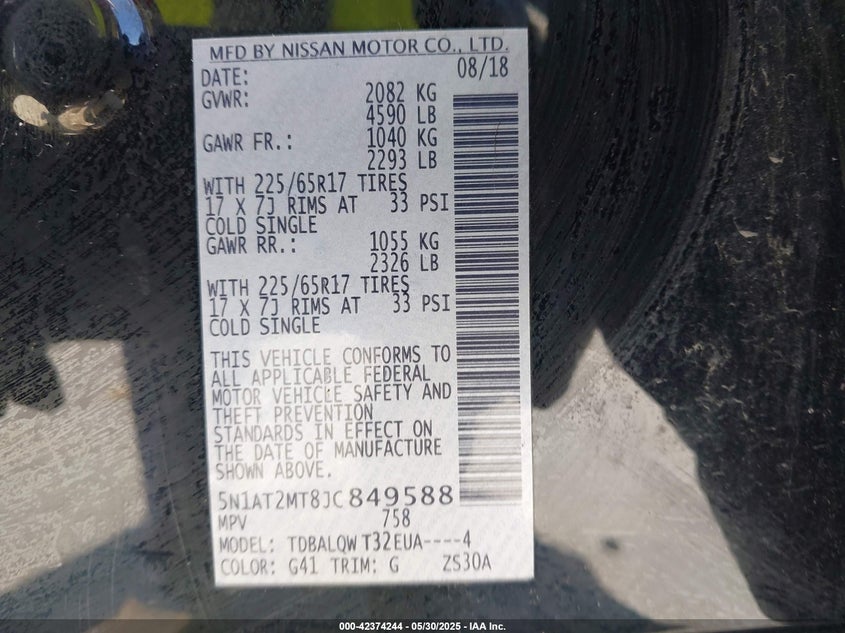 MFD BY NISSAN MOTOR CO., LTD.
DATE: 08/18
GVWR: 2082 KG
4590 LB
GAWR FR.: 1040 KG
2293 LB
WITH 225/65R17 TIRES
17 X 7J RIMS AT 33 PSI
COLD SINGLE
GAWR RR.: 1055 KG
2326 LB
WITH 225/65R17 TIRES
17 X 7J RIMS AT 33 PSI
COLD SINGLE
THIS VEHICLE CONFORMS TO
ALL APPLICABLE FEDERAL
MOTOR VEHICLE SAFETY AND
THEFT PREVENTION
STANDARDS IN EFFECT ON
THE DATE OF MANUFACTURE
SHOWN ABOVE.
5N1AT2MT8JC849588
MPV 758
MODEL: TDBALQW T32EUA----4
COLOR: G41 TRIM: G ZS30A
000-42374244 — 05/30/2025 — IAA Inc.